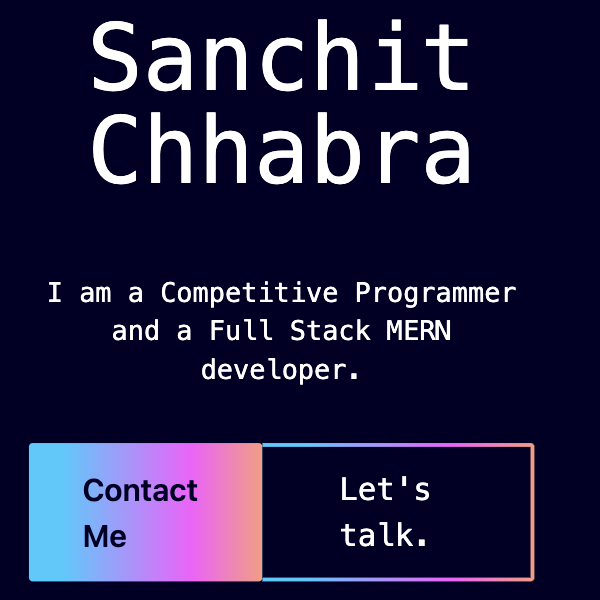 Sanchit
Chhabra
I am a Competitive Programmer
and a Full Stack MERN
developer.
Contact
Me
Let's
talk.